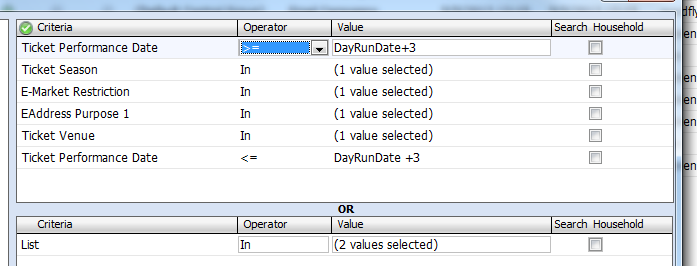 Criteria Operator Value Search Household
Ticket Performance Date >= DayRunDate+3
Ticket Season In (1 value selected)
E-Market Restriction In (1 value selected)
EAddress Purpose 1 In (1 value selected)
Ticket Venue In (1 value selected)
Ticket Performance Date <= DayRunDate +3
OR
Criteria Operator Value Search Household
List In (2 values selected)